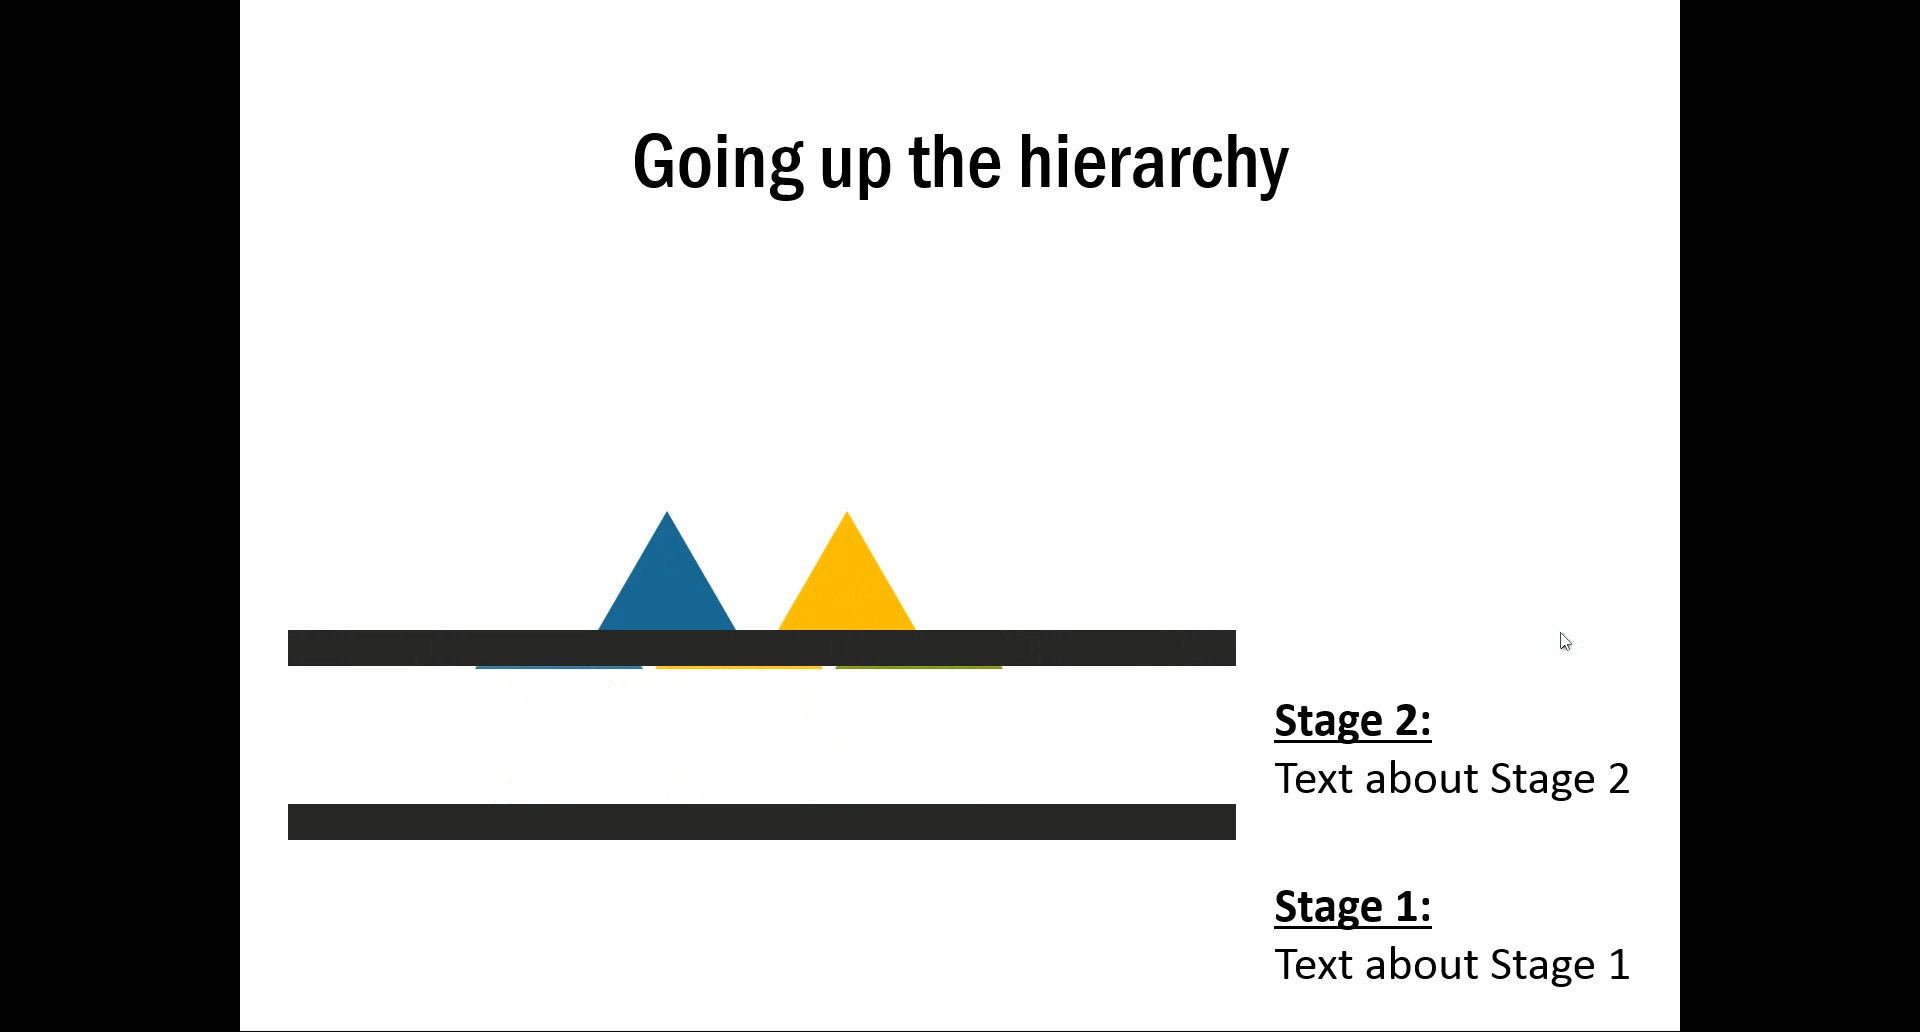 Going up the hierarchy
Stage 2:
Text about Stage 2
Stage 1:
Text about Stage 1